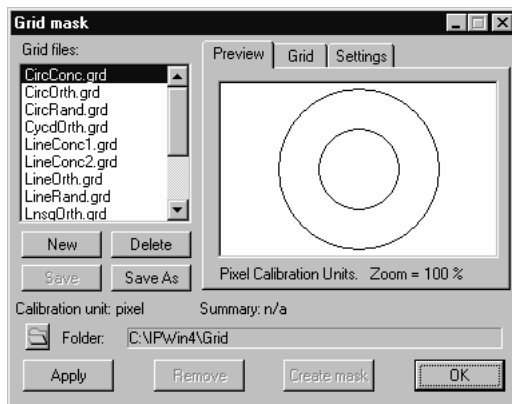 Grid mask
Grid files:
CircConc.grd
CircOrth.grd
CircRand.grd
CycdOrth.grd
LineConc1.grd
LineConc2.grd
LineOrth.grd
LineRand.grd
LnsgOrth.grd
New
Delete
Save
Save As
Preview
Grid
Settings
Pixel Calibration Units. Zoom = 100 %
Calibration unit: pixel
Summary: n/a
Folder:
C:\IPWin4\Grid
Apply
Remove
Create mask
OK